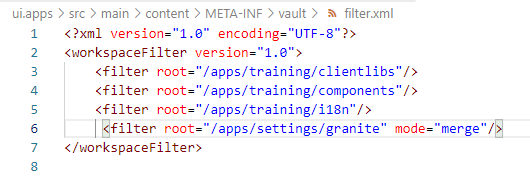 ui.apps > src > main > content > META-INF > vault > filter.xml
1 <?xml version="1.0" encoding="UTF-8"?>
2 <workspaceFilter version="1.0">
3 <filter root="/apps/training/clientlibs"/>
4 <filter root="/apps/training/components"/>
5 <filter root="/apps/training/i18n"/>
6 <filter root="/apps/settings/granite" mode="merge"/>
7 </workspaceFilter>
8